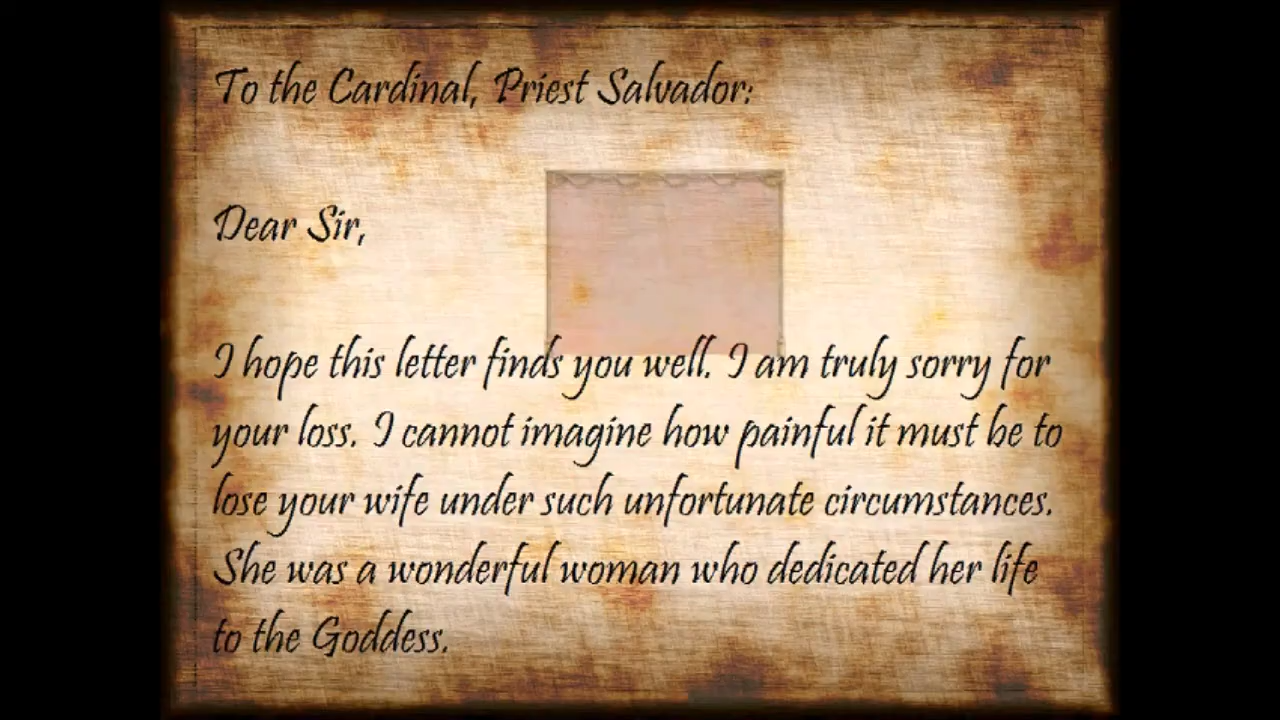 To the Cardinal, Priest Salvador:
Dear Sir,
I hope this letter finds you well. I am truly sorry for
your loss. I cannot imagine how painful it must be to
lose your wife under such unfortunate circumstances.
She was a wonderful woman who dedicated her life
to the Goddess.